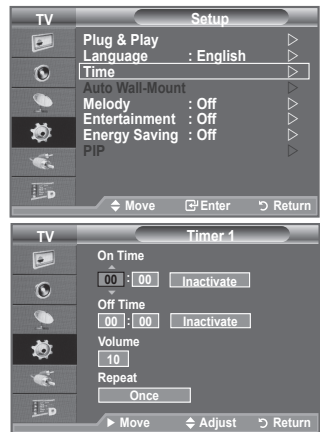 TV Setup
Plug & Play
Language : English
Time
Auto Wall-Mount
Melody : Off
Entertainment : Off
Energy Saving : Off
PIP
Move Enter Return
TV Timer 1
On Time
00 : 00 Inactivate
Off Time
00 : 00 Inactivate
Volume
10
Repeat
Once
Move Adjust Return